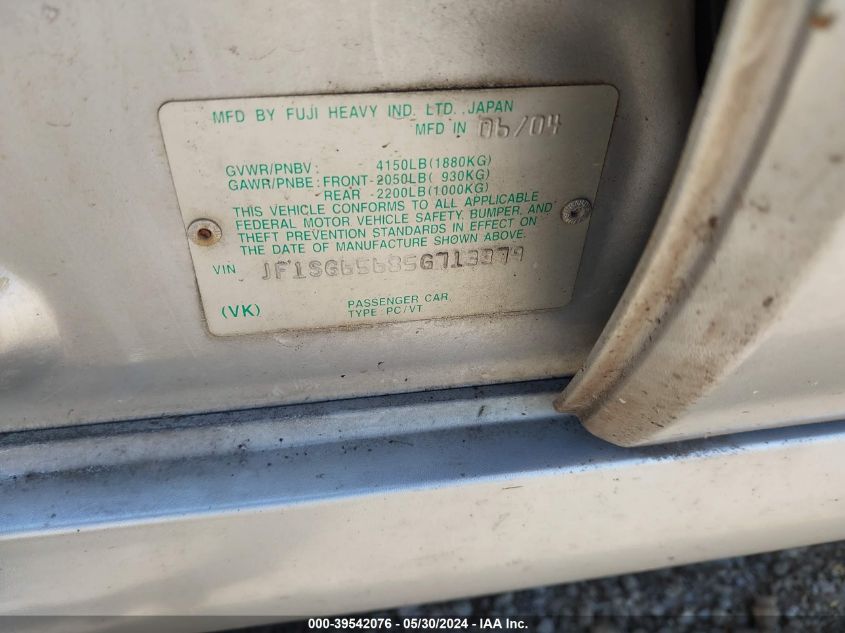 MFD BY FUJI HEAVY IND. LTD. JAPAN
MFD IN 06/04
GVWR/PNBV: 4150LB(1880KG)
GAWR/PNBE: FRONT-2050LB( 930KG)
REAR -2200LB(1000KG)
THIS VEHICLE CONFORMS TO ALL APPLICABLE
FEDERAL MOTOR VEHICLE SAFETY, BUMPER, AND
THEFT PREVENTION STANDARDS IN EFFECT ON
THE DATE OF MANUFACTURE SHOWN ABOVE.
VIN JF1SG65685G713379
(VK) PASSENGER CAR
TYPE: PC/VT
000-39542076 - 05/30/2024 - IAA Inc.